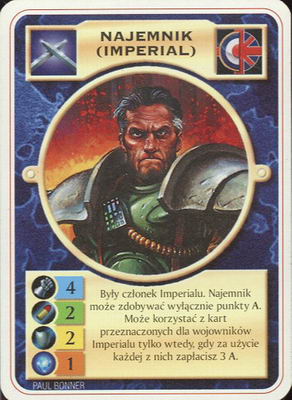 NAJEMNIK
(IMPERIAL)
4
2
2
1
Były członek Imperialu. Najemnik
może zdobywać wyłącznie punkty A.
Może korzystać z kart
przeznaczonych dla wojowników
Imperialu tylko wtedy, gdy za użycie
każdej z nich zapłacisz 3 A.
PAUL BONNER